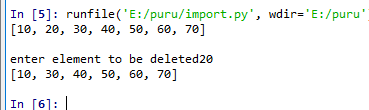 In [5]: runfile('E:/puru/import.py', wdir='E:/puru'
[10, 20, 30, 40, 50, 60, 70]
enter element to be deleted20
[10, 30, 40, 50, 60, 70]
In [6]: